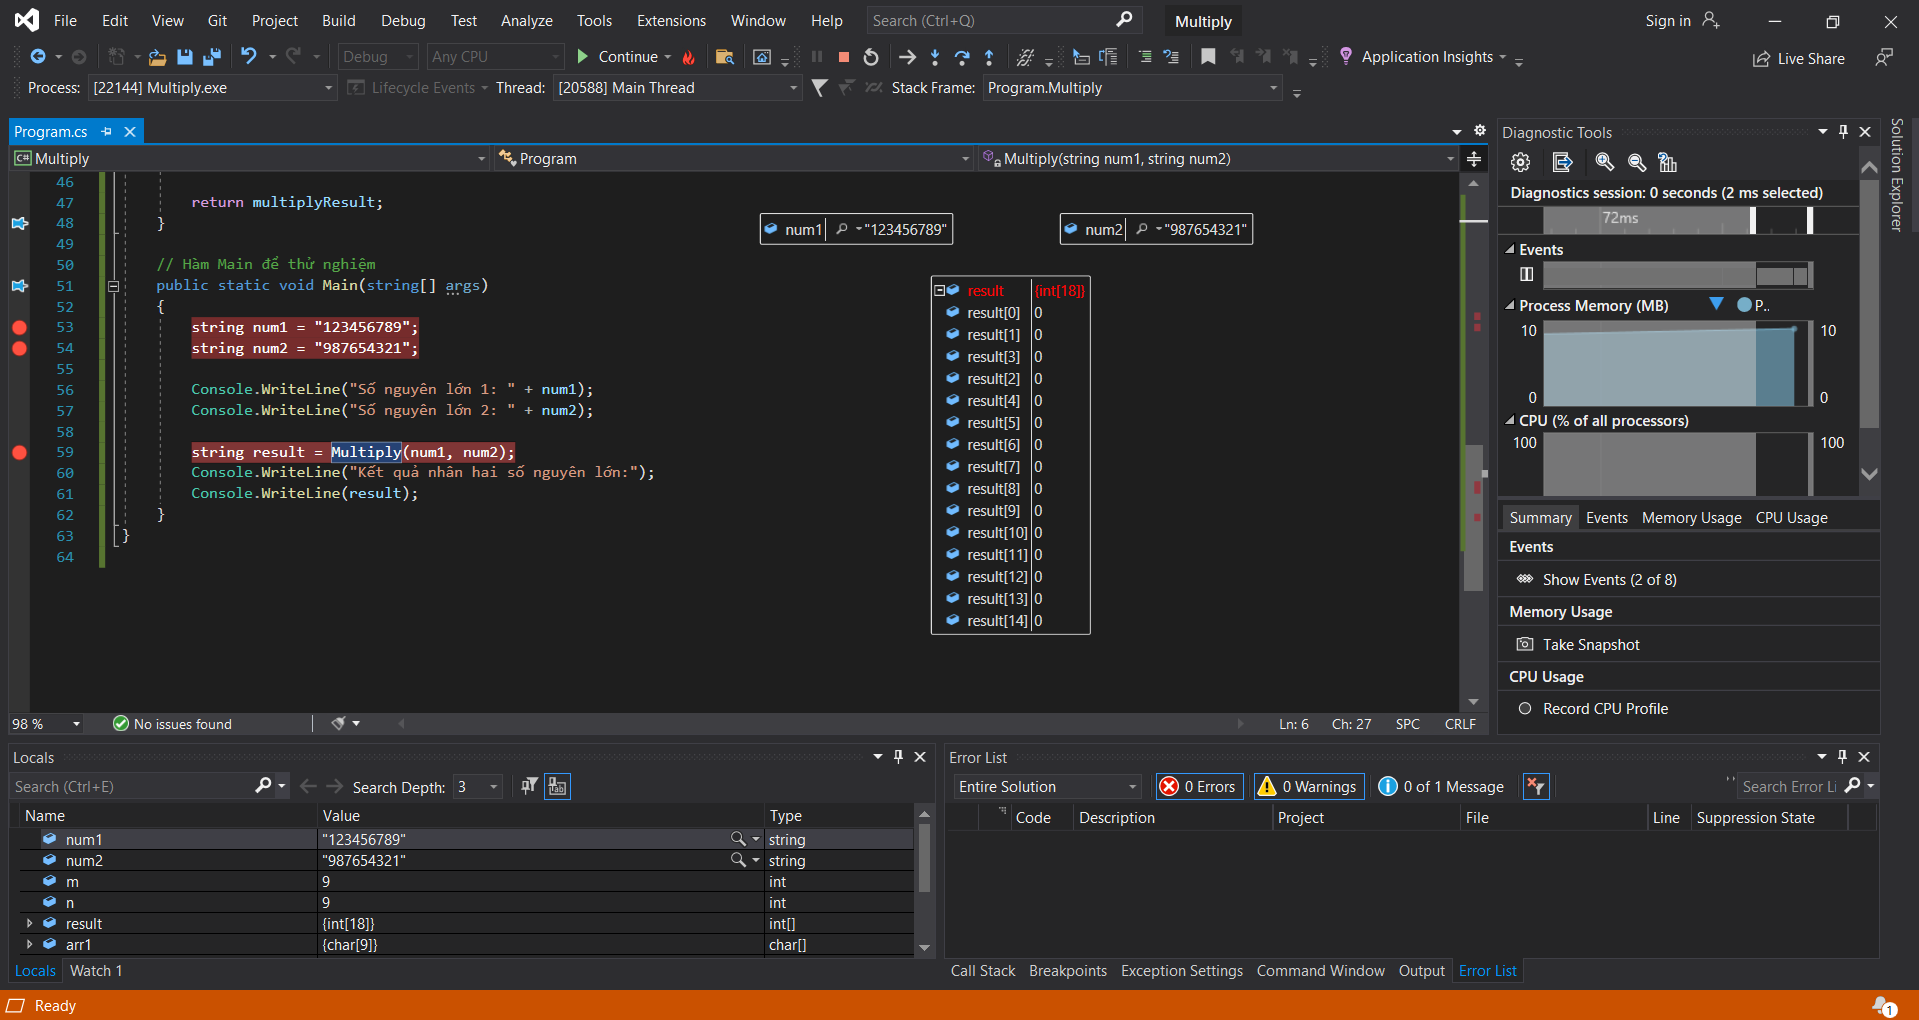 File Edit View Git Project Build Debug Test Analyze Tools Extensions Window Help Search (Ctrl+Q) Multiply Sign in
Debug Any CPU Continue Application Insights Live Share
Process: [22144] Multiply.exe Lifecycle Events Thread: [20588] Main Thread Stack Frame: Program.Multiply
Program.cs
C# Multiply Program Multiply(string num1, string num2)
46
47 return multiplyResult;
48 }
49
50 // Hàm Main để thử nghiệm
51 public static void Main(string[] args)
52 {
53 string num1 = "123456789";
54 string num2 = "987654321";
55
56 Console.WriteLine("Số nguyên lớn 1: " + num1);
57 Console.WriteLine("Số nguyên lớn 2: " + num2);
58
59 string result = Multiply(num1, num2);
60 Console.WriteLine("Kết quả nhân hai số nguyên lớn:");
61 Console.WriteLine(result);
62 }
63 }
64
num1 "123456789"
num2 "987654321"
result {int[18]}
result[0] 0
result[1] 0
result[3] 0
result[2] 0
result[4] 0
result[5] 0
result[6] 0
result[7] 0
result[8] 0
result[9] 0
result[10] 0
result[11] 0
result[12] 0
result[13] 0
result[14] 0
98 % No issues found Ln: 6 Ch: 27 SPC CRLF
Diagnostic Tools
Diagnostics session: 0 seconds (2 ms selected)
72ms
Events
Process Memory (MB) P..
10 10
0 0
CPU (% of all processors)
100 100
Summary Events Memory Usage CPU Usage
Events
Show Events (2 of 8)
Memory Usage
Take Snapshot
CPU Usage
Record CPU Profile
Solution Explorer
Locals
Search (Ctrl+E) Search Depth: 3
Name Value Type
num1 "123456789" string
num2 "987654321" string
m 9 int
n 9 int
result {int[18]} int[]
arr1 {char[9]} char[]
Locals Watch 1
Error List
Entire Solution 0 Errors 0 Warnings 0 of 1 Message Search Error Li
Code Description Project File Line Suppression State
Call Stack Breakpoints Exception Settings Command Window Output Error List
Ready 1